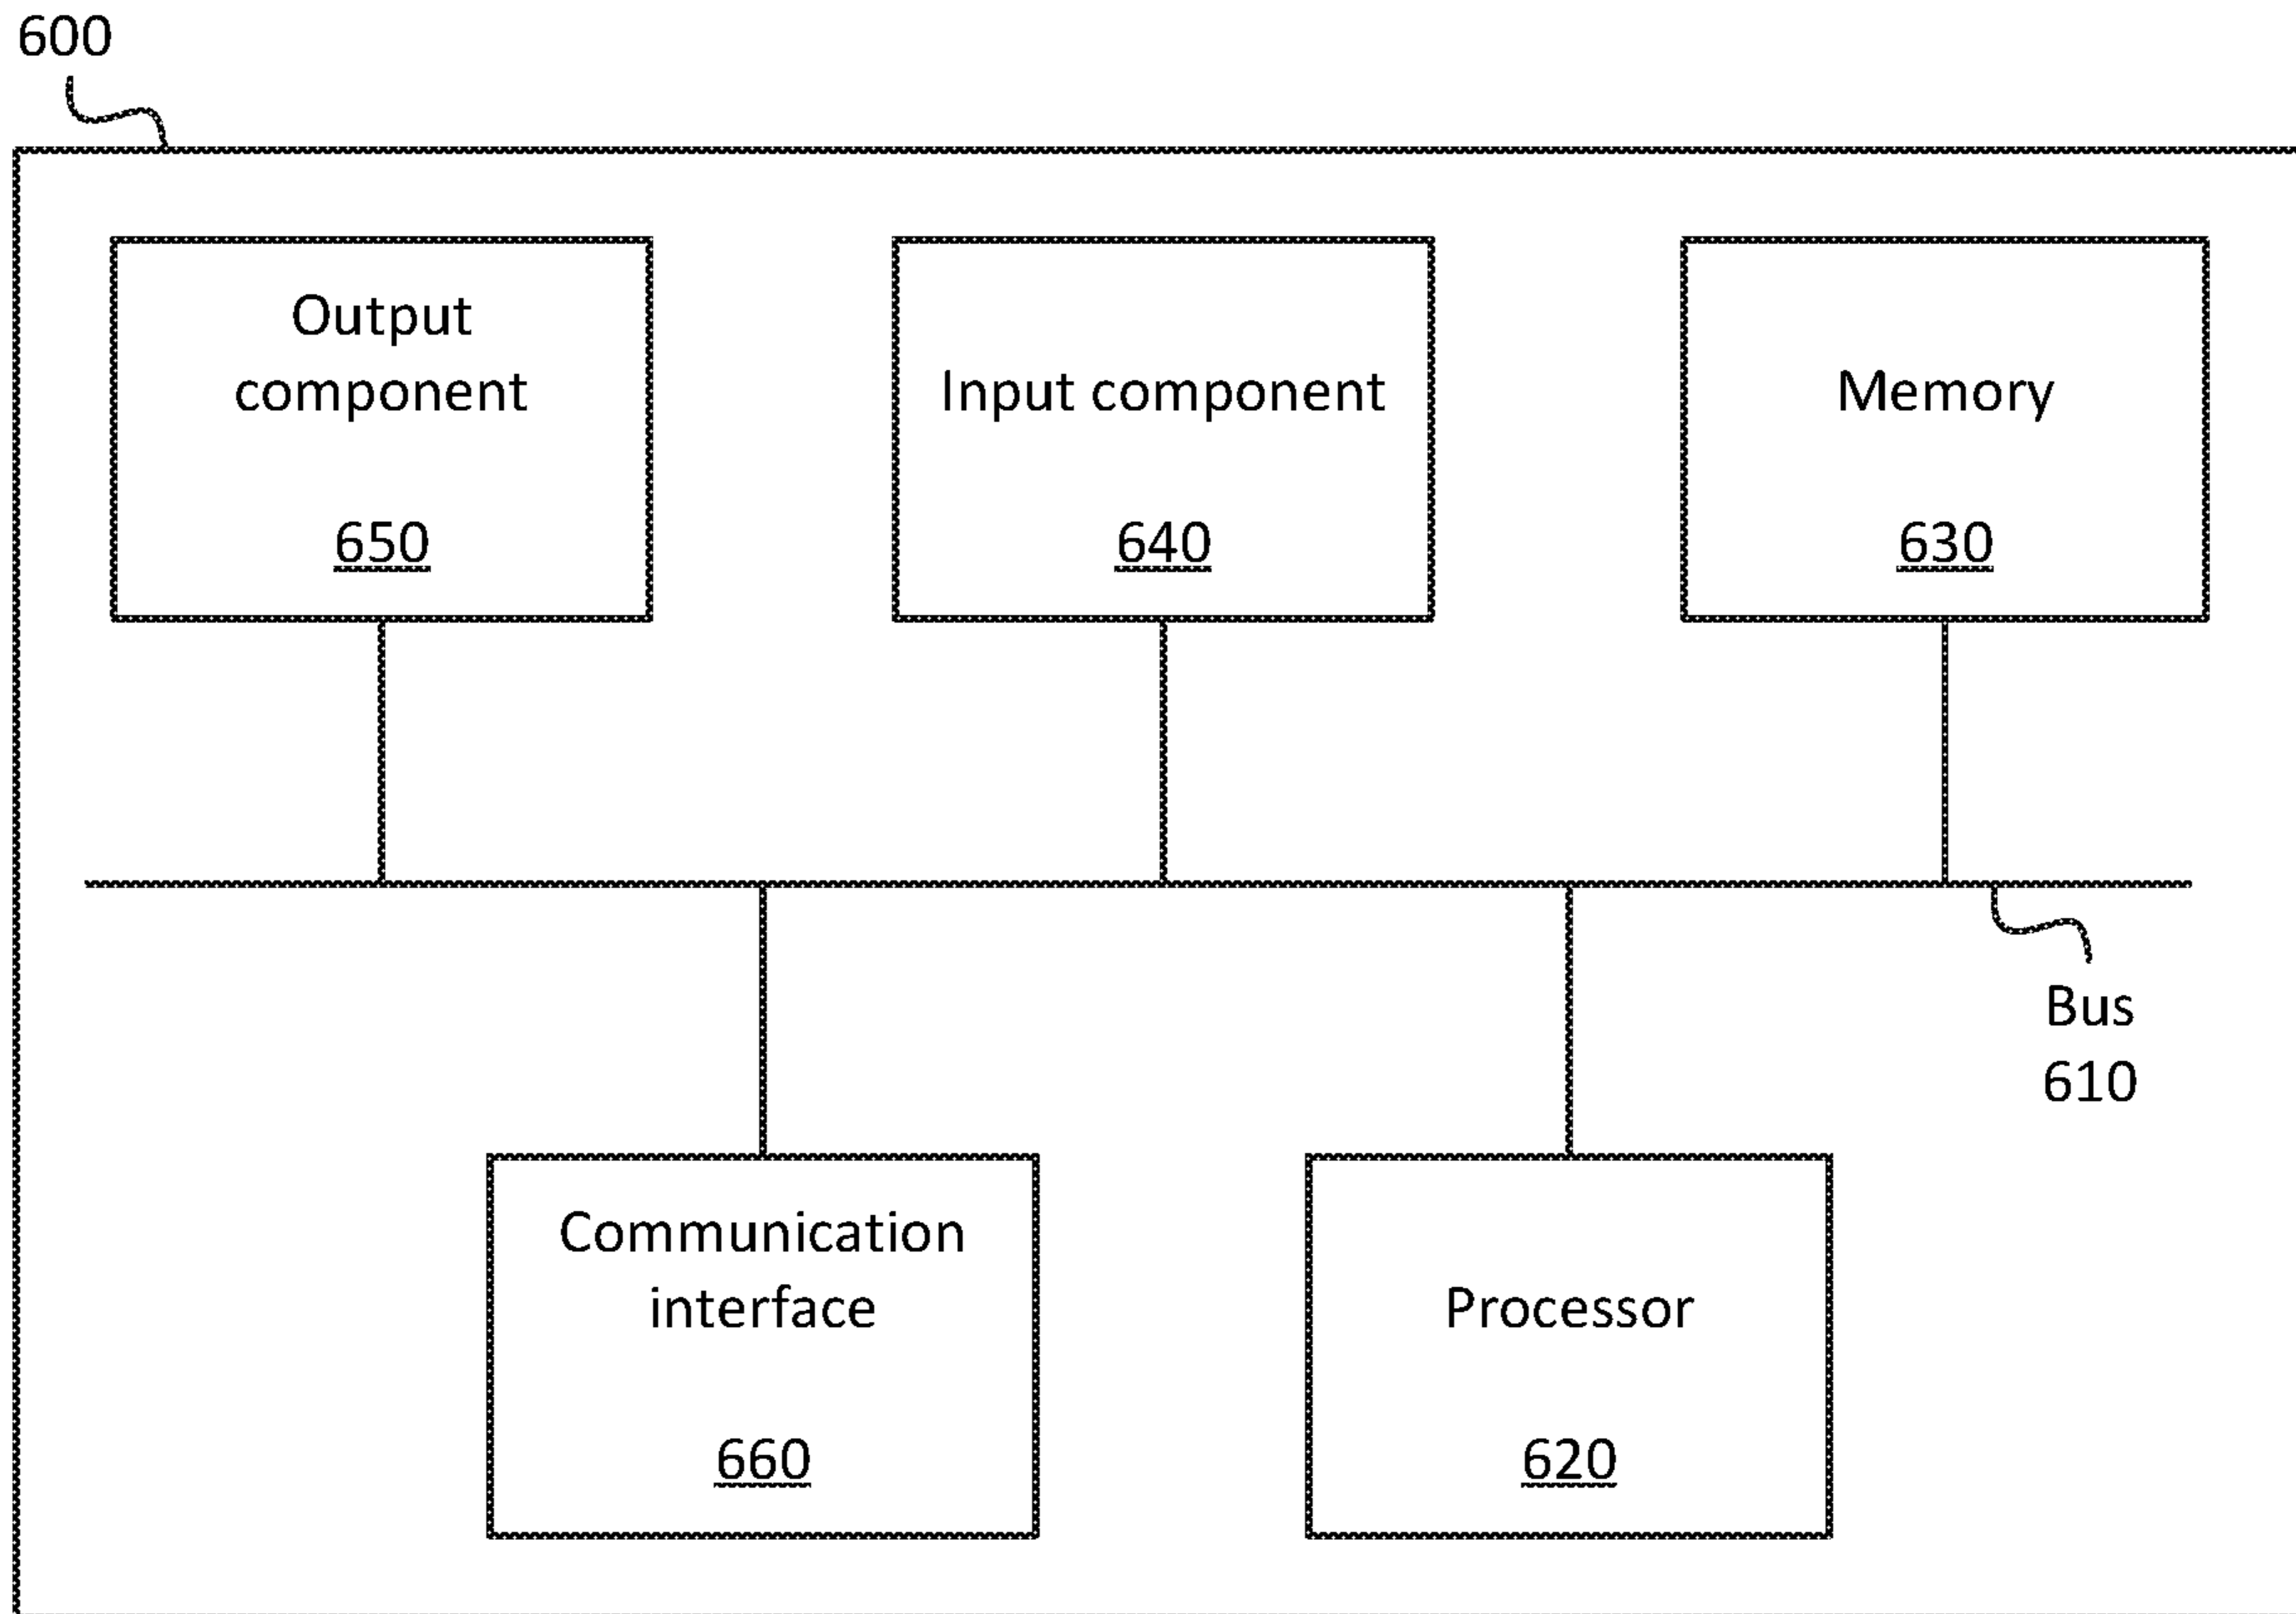 600
Output
component
650
Input component
640
Memory
630
Bus
610
Communication
interface
660
Processor
620